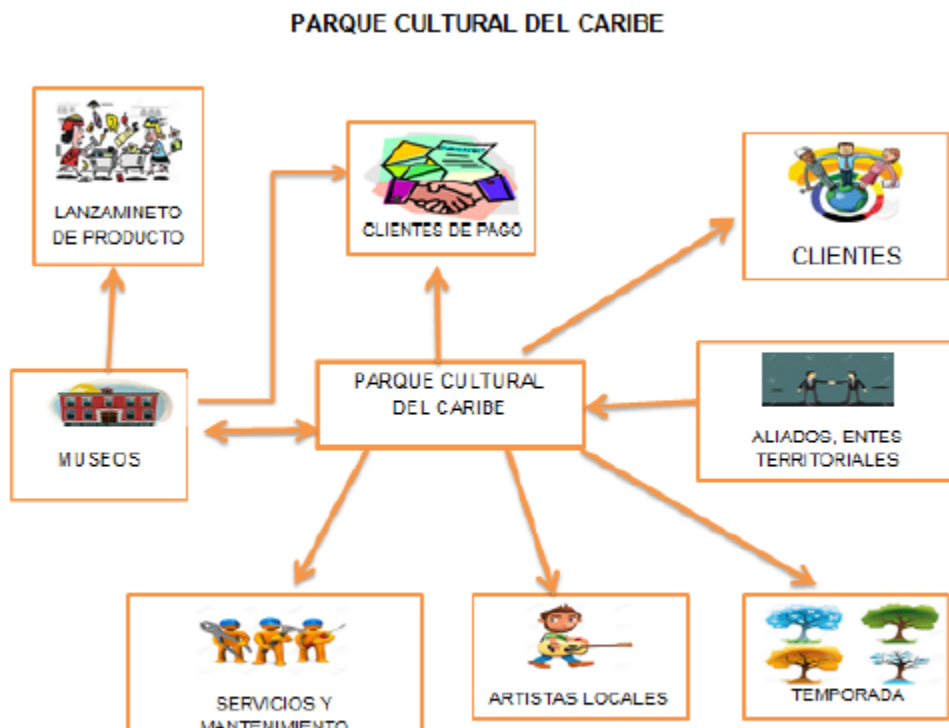 PARQUE CULTURAL DEL CARIBE
LANZAMINETO
DE PRODUCTO
CLIENTES DE PAGO
CLIENTES
MUSEOS
PARQUE CULTURAL
DEL CARIBE
ALIADOS, ENTES
TERRITORIALES
SERVICIOS Y
MANTENIMIENTO
ARTISTAS LOCALES
TEMPORADA